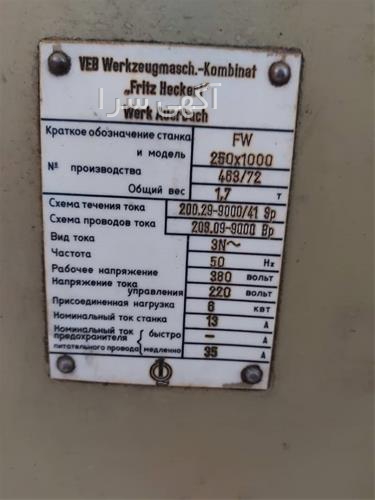 VEB Werkzeugmasch.-Kombinat
„Fritz Heckert"
Werk Auerbach
آگهی سرا
Краткое обозначение станка FW
и модель 250x1000
№ производства 463/72
Общий вес 1,7 т
Схема течения тока 200.29-9000/41 Sp
Схема проводов тока 209.09-9000 Bp
Вид тока 3N~
Частота 50 Hz
Рабочее напряжение 380 вольт
Напряжение тока управления 220 вольт
Присоединенная нагрузка 6 квт
Номинальный ток станка 13 А
Номинальный ток предохранителя питательного провода { быстро — А
медленно 35 А